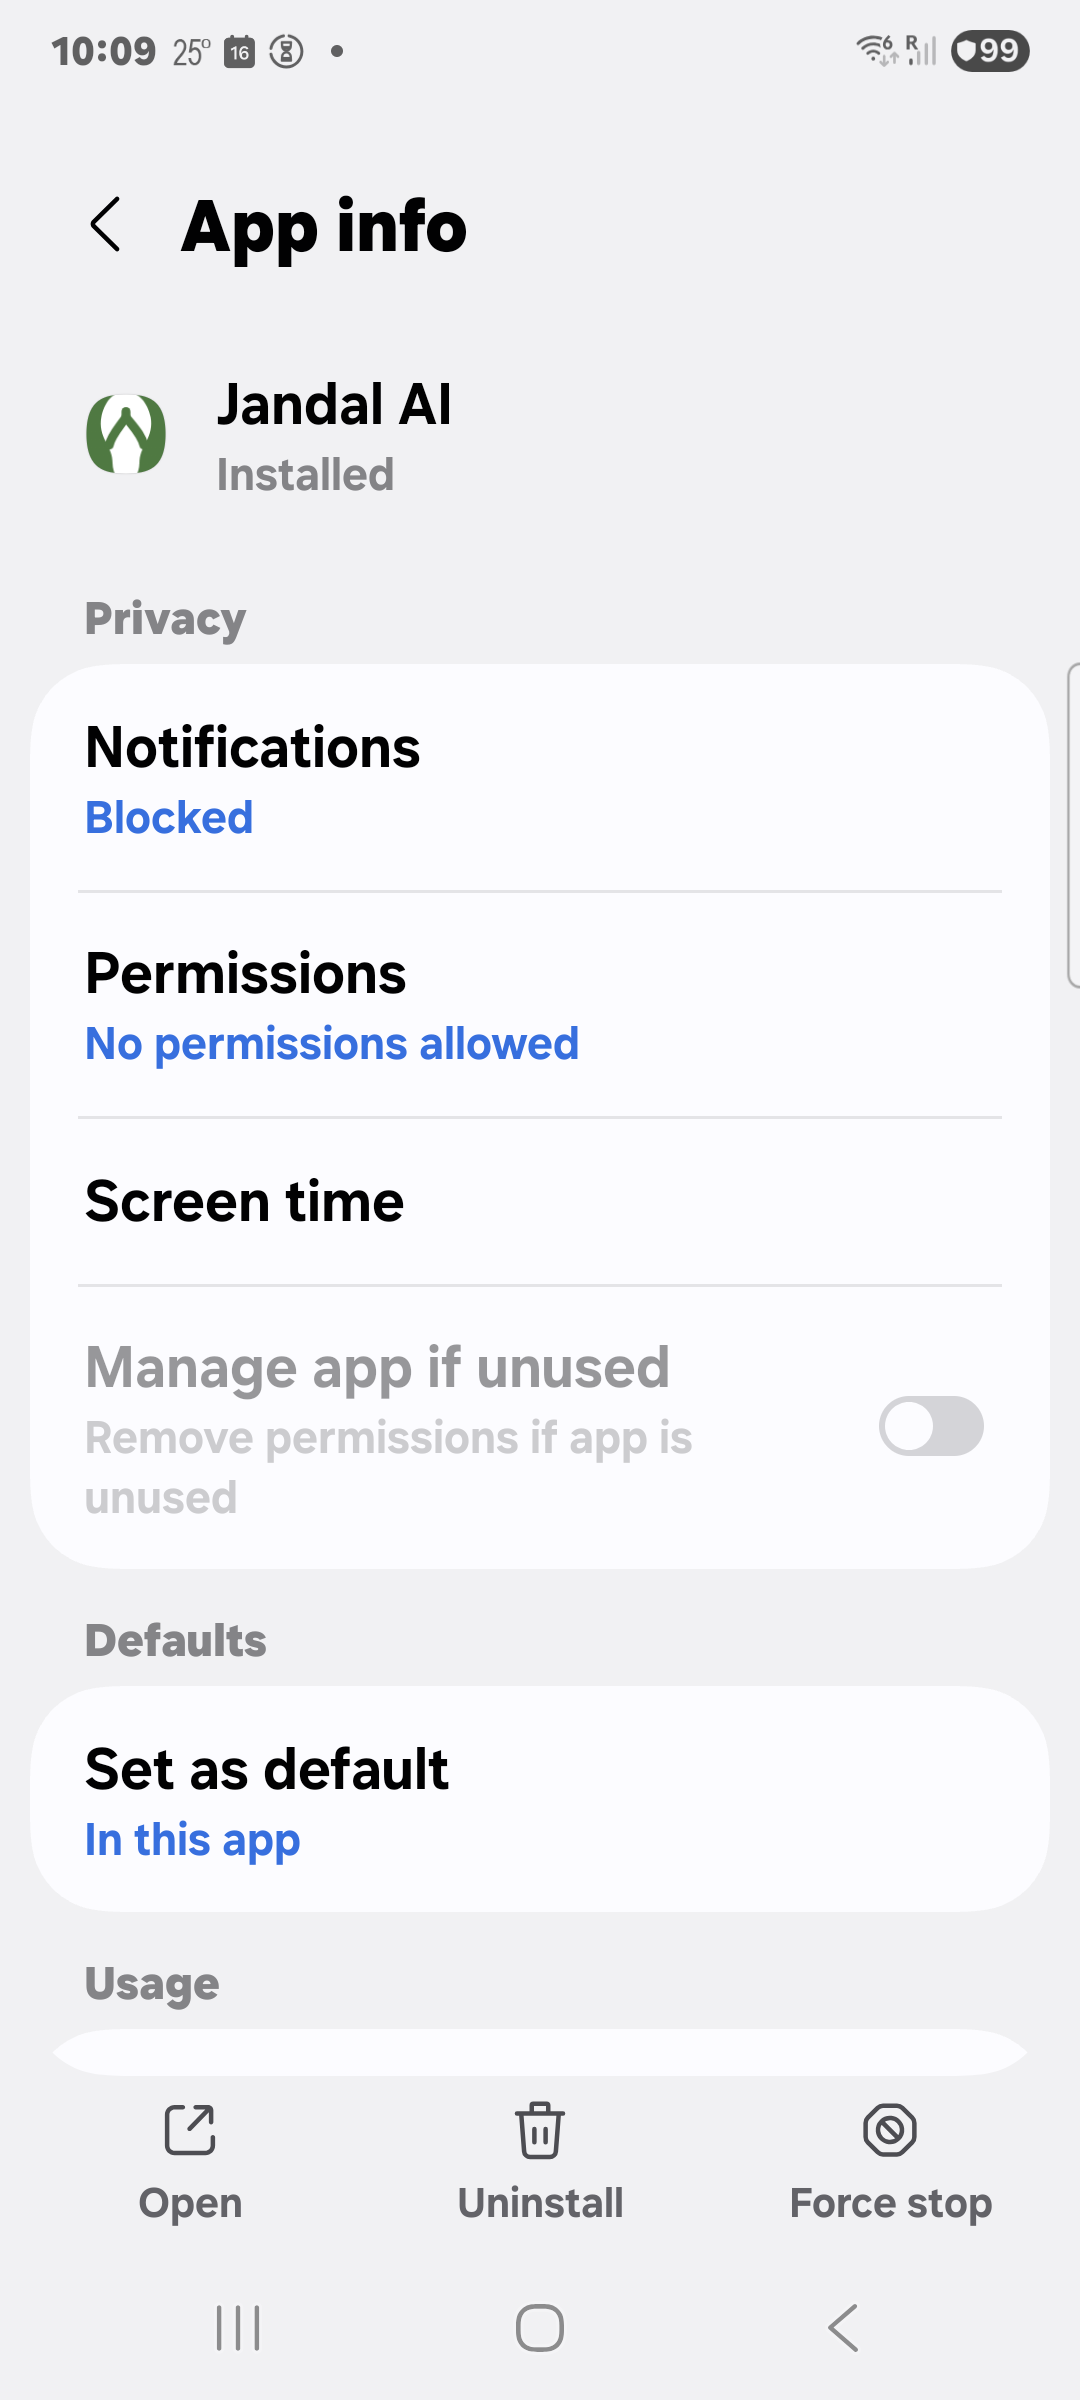 10:09 25° 16 6 R 99
App info
Jandal AI
Installed
Privacy
Notifications
Blocked
Permissions
No permissions allowed
Screen time
Manage app if unused
Remove permissions if app is
unused
Defaults
Set as default
In this app
Usage
Open Uninstall Force stop